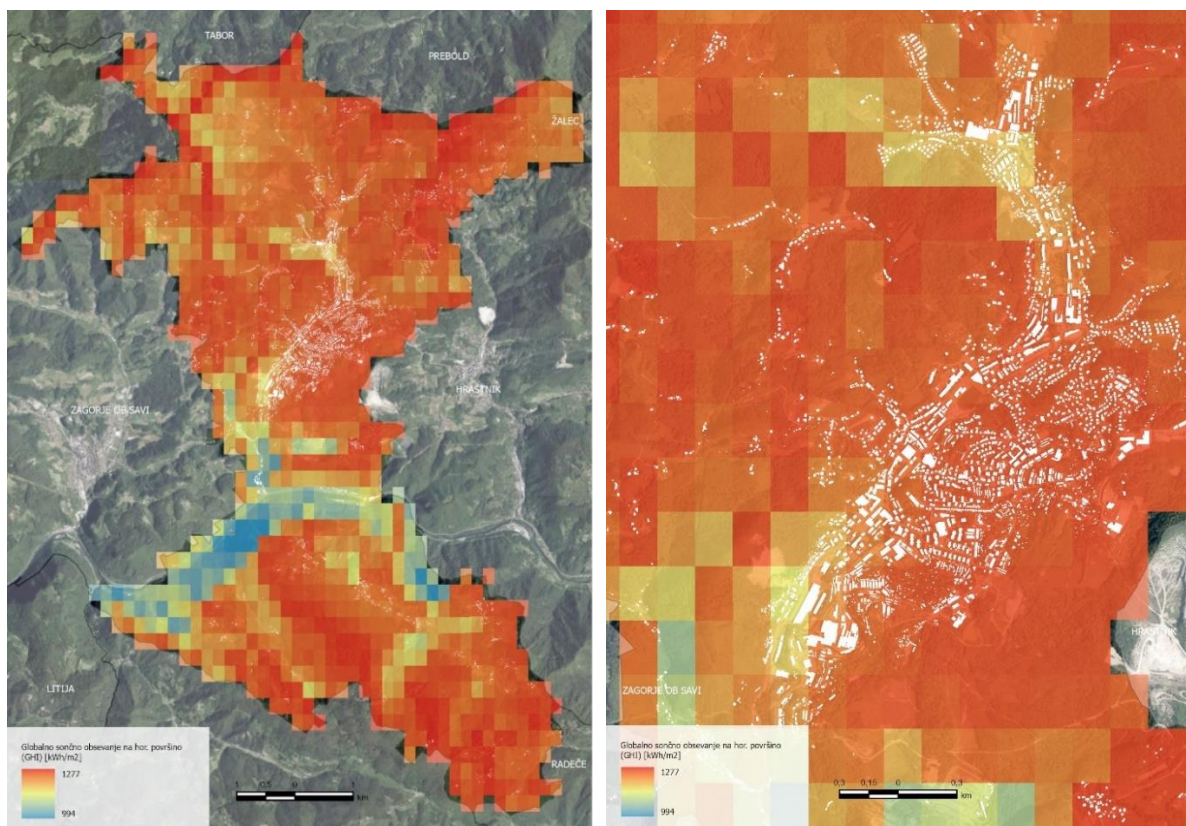 TABOR
PREBOLD
ŽALEC
HRASTNIK
ZAGORJE OB SAVI
LITIJA
RADEČE
Globalno sončno obsevanje na hor. površino
(GHI) [kWh/m2]
1277
994
1 0,5 0 1
km
HRASTNIK
ZAGORJE OB SAVI
Globalno sončno obsevanje na hor. površino
(GHI) [kWh/m2]
1277
994
0,3 0,15 0 0,3
km